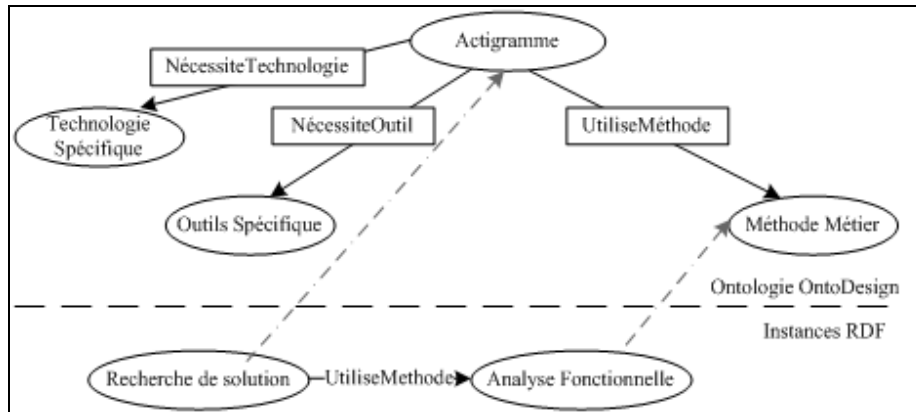 Actigramme
NécessiteTechnologie
Technologie
Spécifique
NécessiteOutil
UtiliseMéthode
Outils Spécifique
Méthode Métier
Ontologie OntoDesign
Instances RDF
Recherche de solution
UtiliseMethode
Analyse Fonctionnelle